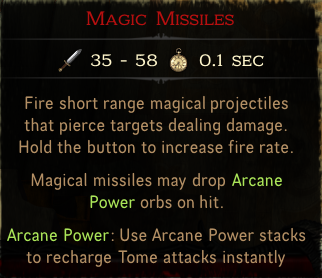 Magic Missiles
35 - 58 0.1 sec
Fire short range magical projectiles
that pierce targets dealing damage.
Hold the button to increase fire rate.
Magical missiles may drop Arcane
Power orbs on hit.
Arcane Power: Use Arcane Power stacks
to recharge Tome attacks instantly